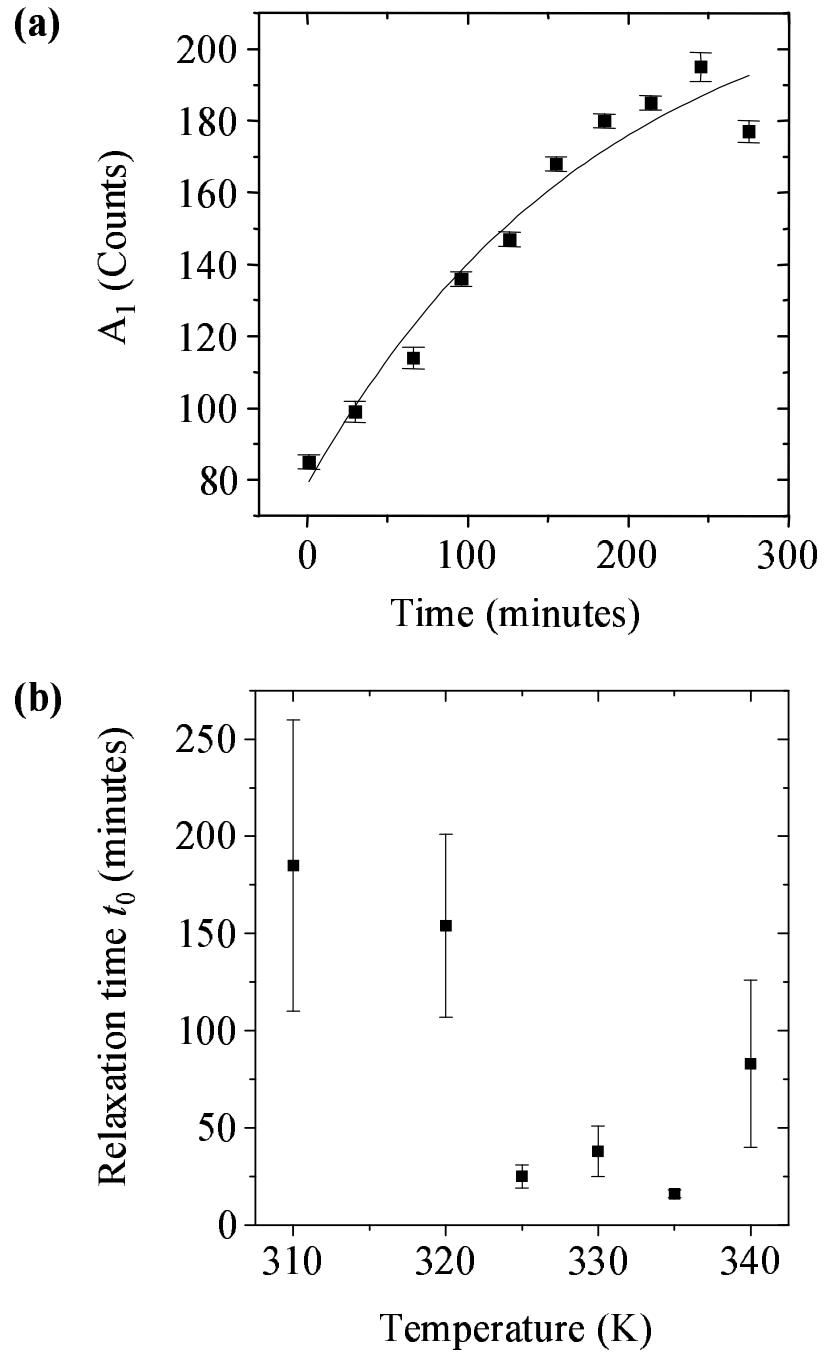 (a)
200
180
160
140
120
100
80
A₁ (Counts)
0 100 200 300
Time (minutes)
(b)
250
200
150
100
50
0
Relaxation time t₀ (minutes)
310 320 330 340
Temperature (K)